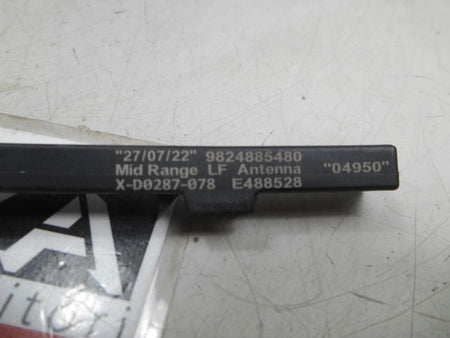 "27/07/22" 9824885480
Mid Range LF Antenna "04950"
X-D0287-078 E488528